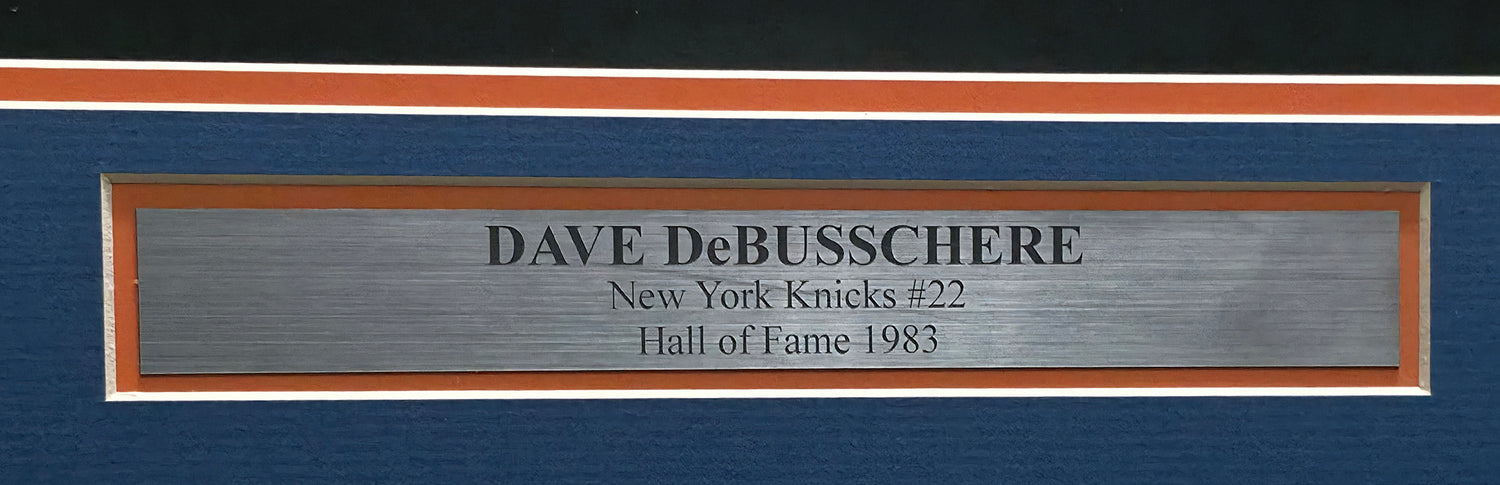 DAVE DeBUSSCHERE
New York Knicks #22
Hall of Fame 1983